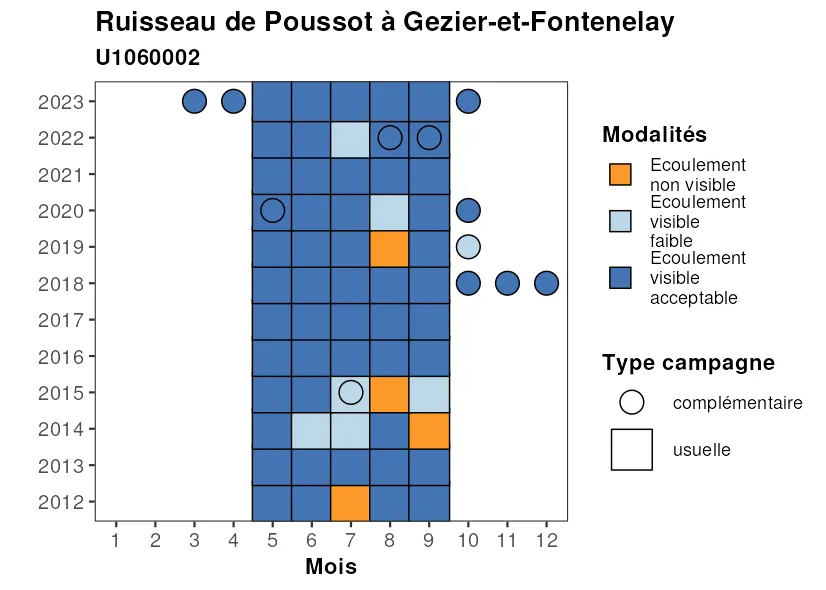 Ruisseau de Poussot à Gezier-et-Fontenelay
U1060002
2023
2022
2021
2020
2019
2018
2017
2016
2015
2014
2013
2012
1 2 3 4 5 6 7 8 9 10 11 12
Mois
Modalités
Ecoulement
non visible
Ecoulement
visible
faible
Ecoulement
visible
acceptable
Type campagne
complémentaire
usuelle